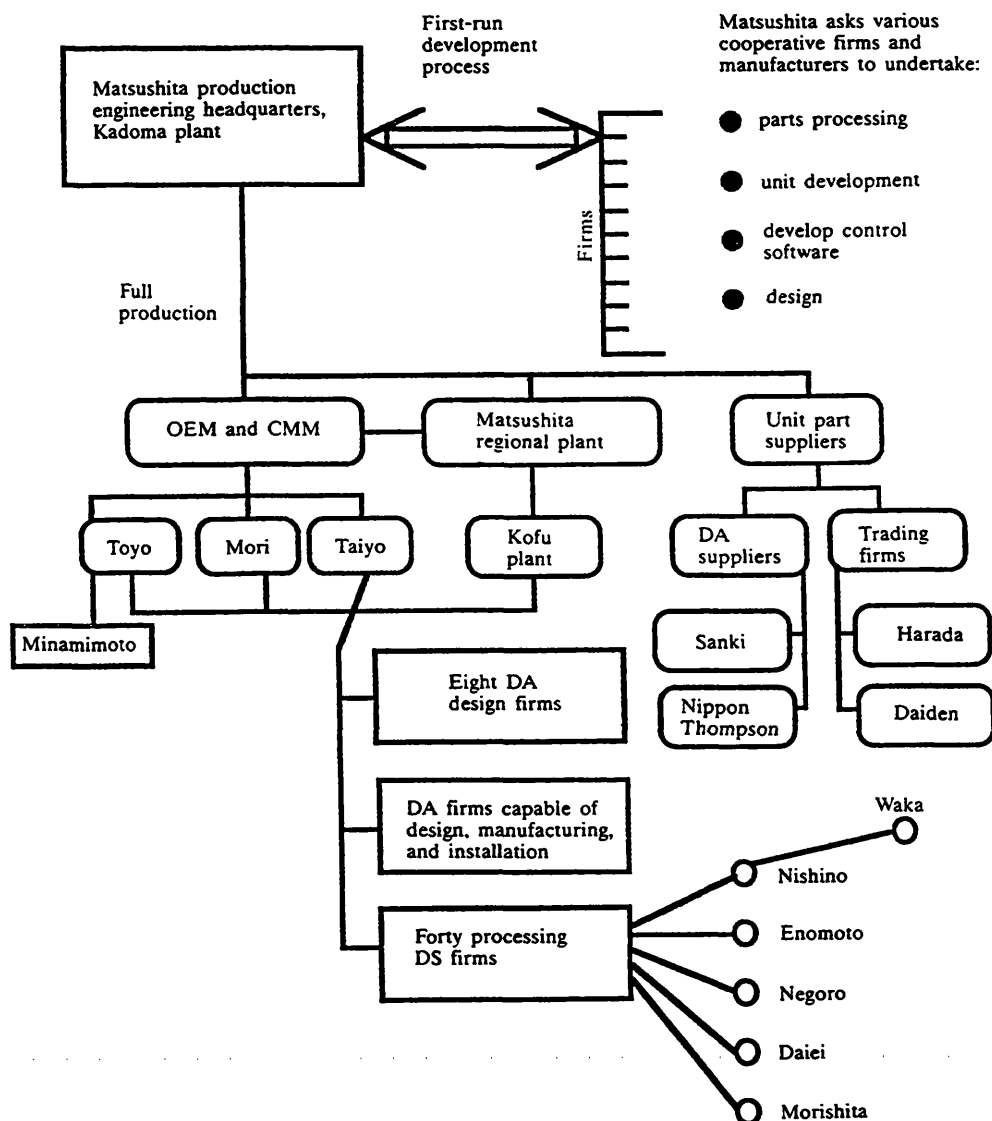 First-run
development
process
Matsushita asks various
cooperative firms and
manufacturers to undertake:
Matsushita production
engineering headquarters,
Kadoma plant
parts processing
unit development
develop control
software
design
Firms
Full
production
OEM and CMM
Matsushita
regional plant
Unit part
suppliers
Toyo
Mori
Taiyo
Kofu
plant
DA
suppliers
Trading
firms
Minamimoto
Sanki
Harada
Nippon
Thompson
Daiden
Eight DA
design firms
DA firms capable of
design, manufacturing,
and installation
Forty processing
DS firms
Waka
Nishino
Enomoto
Negoro
Daiei
Morishita